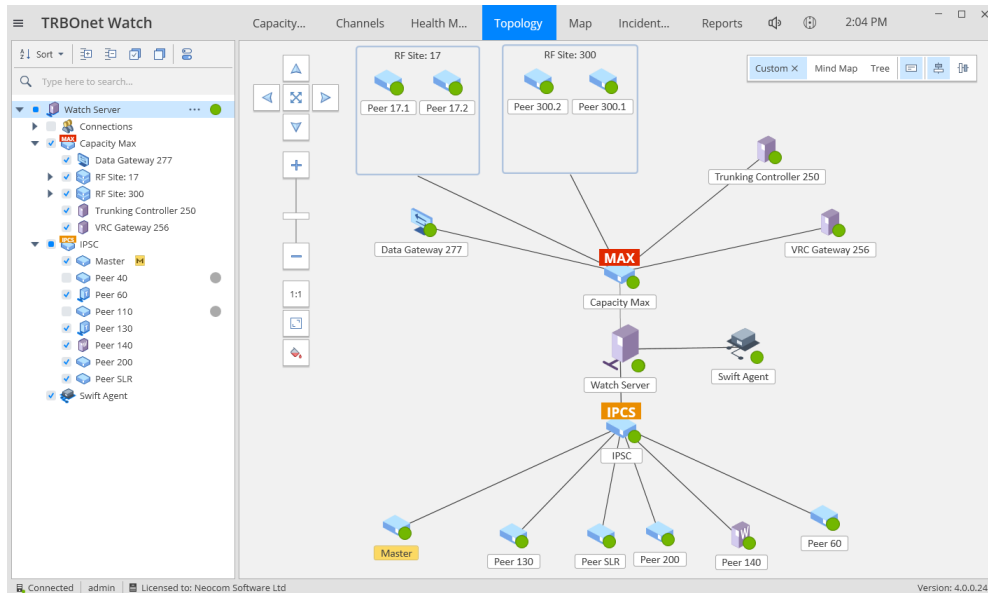 TRBOnet Watch
Capacity...
Channels
Health M...
Topology
Map
Incident...
Reports
2:04 PM
Sort
Type here to search...
Watch Server
Connections
MAX
Capacity Max
Data Gateway 277
RF Site: 17
RF Site: 300
Trunking Controller 250
VRC Gateway 256
IPCS
IPSC
Master M
Peer 40
Peer 60
Peer 110
Peer 130
Peer 140
Peer 200
Peer SLR
Swift Agent
1:1
RF Site: 17
Peer 17.1
Peer 17.2
RF Site: 300
Peer 300.2
Peer 300.1
Custom ×
Mind Map
Tree
Trunking Controller 250
Data Gateway 277
VRC Gateway 256
MAX
Capacity Max
Watch Server
Swift Agent
IPCS
IPSC
Master
Peer 130
Peer SLR
Peer 200
W
Peer 140
Peer 60
Connected
admin
Licensed to: Neocom Software Ltd
Version: 4.0.0.24